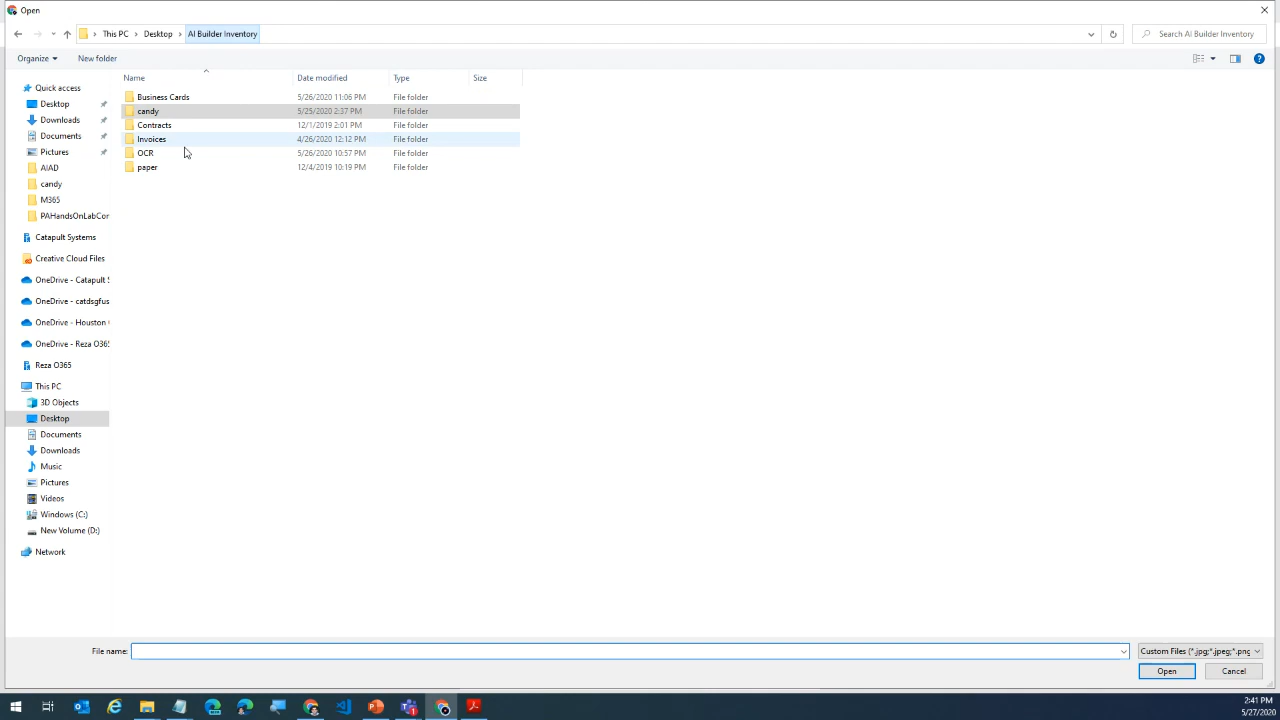 Open
This PC > Desktop > AI Builder Inventory
Search AI Builder Inventory
Organize
New folder
Name Date modified Type Size
Business Cards 5/26/2020 11:06 PM File folder
candy 5/25/2020 2:37 PM File folder
Contracts 12/1/2019 2:01 PM File folder
Invoices 4/26/2020 12:12 PM File folder
OCR 5/26/2020 10:57 PM File folder
paper 12/4/2019 10:19 PM File folder
Quick access
Desktop
Downloads
Documents
Pictures
AIAD
candy
M365
PAHandsOnLabCor
Catapult Systems
Creative Cloud Files
OneDrive - Catapult S
OneDrive - catdsgfus
OneDrive - Houston
OneDrive - Reza O365
Reza O365
This PC
3D Objects
Desktop
Documents
Downloads
Music
Pictures
Videos
Windows (C:)
New Volume (D:)
Network
File name:
Custom Files (*.jpg;*.jpeg;*.png
Open
Cancel
2:41 PM
5/27/2020